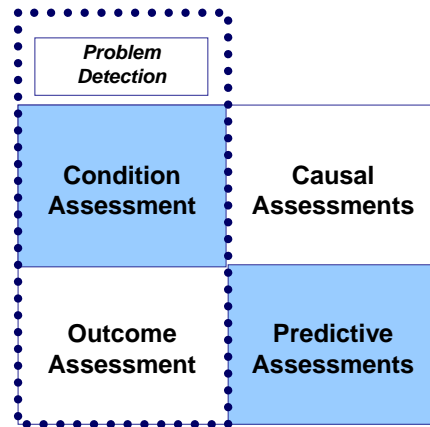 Problem
Detection
Condition
Assessment
Causal
Assessments
Outcome
Assessment
Predictive
Assessments